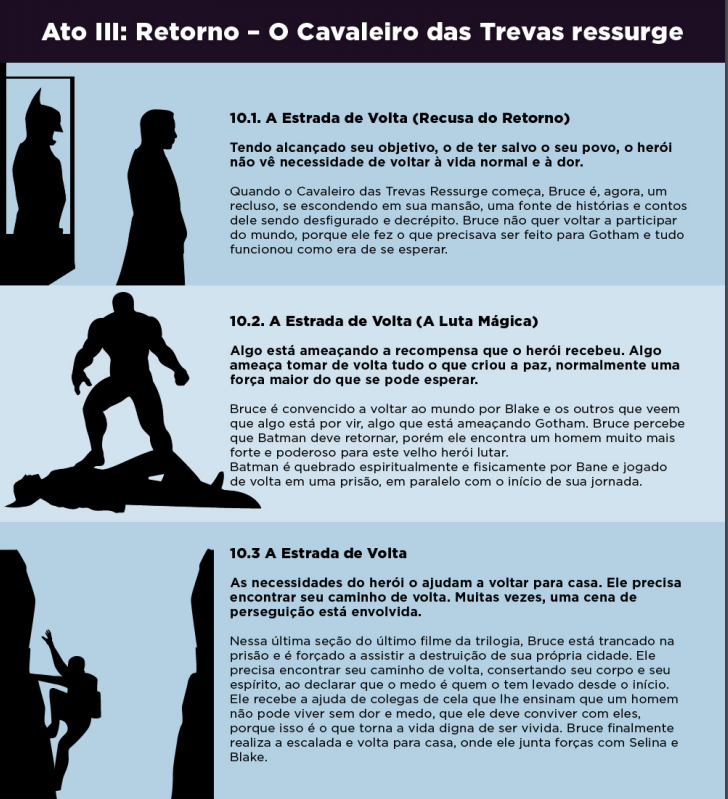 Ato III: Retorno – O Cavaleiro das Trevas ressurge
10.1. A Estrada de Volta (Recusa do Retorno)
Tendo alcançado seu objetivo, o de ter salvo o seu povo, o herói
não vê necessidade de voltar à vida normal e à dor.
Quando o Cavaleiro das Trevas Ressurge começa, Bruce é, agora, um
recluso, se escondendo em sua mansão, uma fonte de histórias e contos
dele sendo desfigurado e decrépito. Bruce não quer voltar a participar
do mundo, porque ele fez o que precisava ser feito para Gotham e tudo
funcionou como era de se esperar.
10.2. A Estrada de Volta (A Luta Mágica)
Algo está ameaçando a recompensa que o herói recebeu. Algo
ameaça tomar de volta tudo o que criou a paz, normalmente uma
força maior do que se pode esperar.
Bruce é convencido a voltar ao mundo por Blake e os outros que veem
que algo está por vir, algo que está ameaçando Gotham. Bruce percebe
que Batman deve retornar, porém ele encontra um homem muito mais
forte e poderoso para este velho herói lutar.
Batman é quebrado espiritualmente e fisicamente por Bane e jogado
de volta em uma prisão, em paralelo com o início de sua jornada.
10.3 A Estrada de Volta
As necessidades do herói o ajudam a voltar para casa. Ele precisa
encontrar seu caminho de volta. Muitas vezes, uma cena de
perseguição está envolvida.
Nessa última seção do último filme da trilogia, Bruce está trancado na
prisão e é forçado a assistir a destruição de sua própria cidade. Ele
precisa encontrar seu caminho de volta, consertando seu corpo e seu
espírito, ao declarar que o medo é quem o tem levado desde o início.
Ele recebe a ajuda de colegas de cela que lhe ensinam que um homem
não pode viver sem dor e medo, que ele deve conviver com eles,
porque isso é o que torna a vida digna de ser vivida. Bruce finalmente
realiza a escalada e volta para casa, onde ele junta forças com Selina e
Blake.